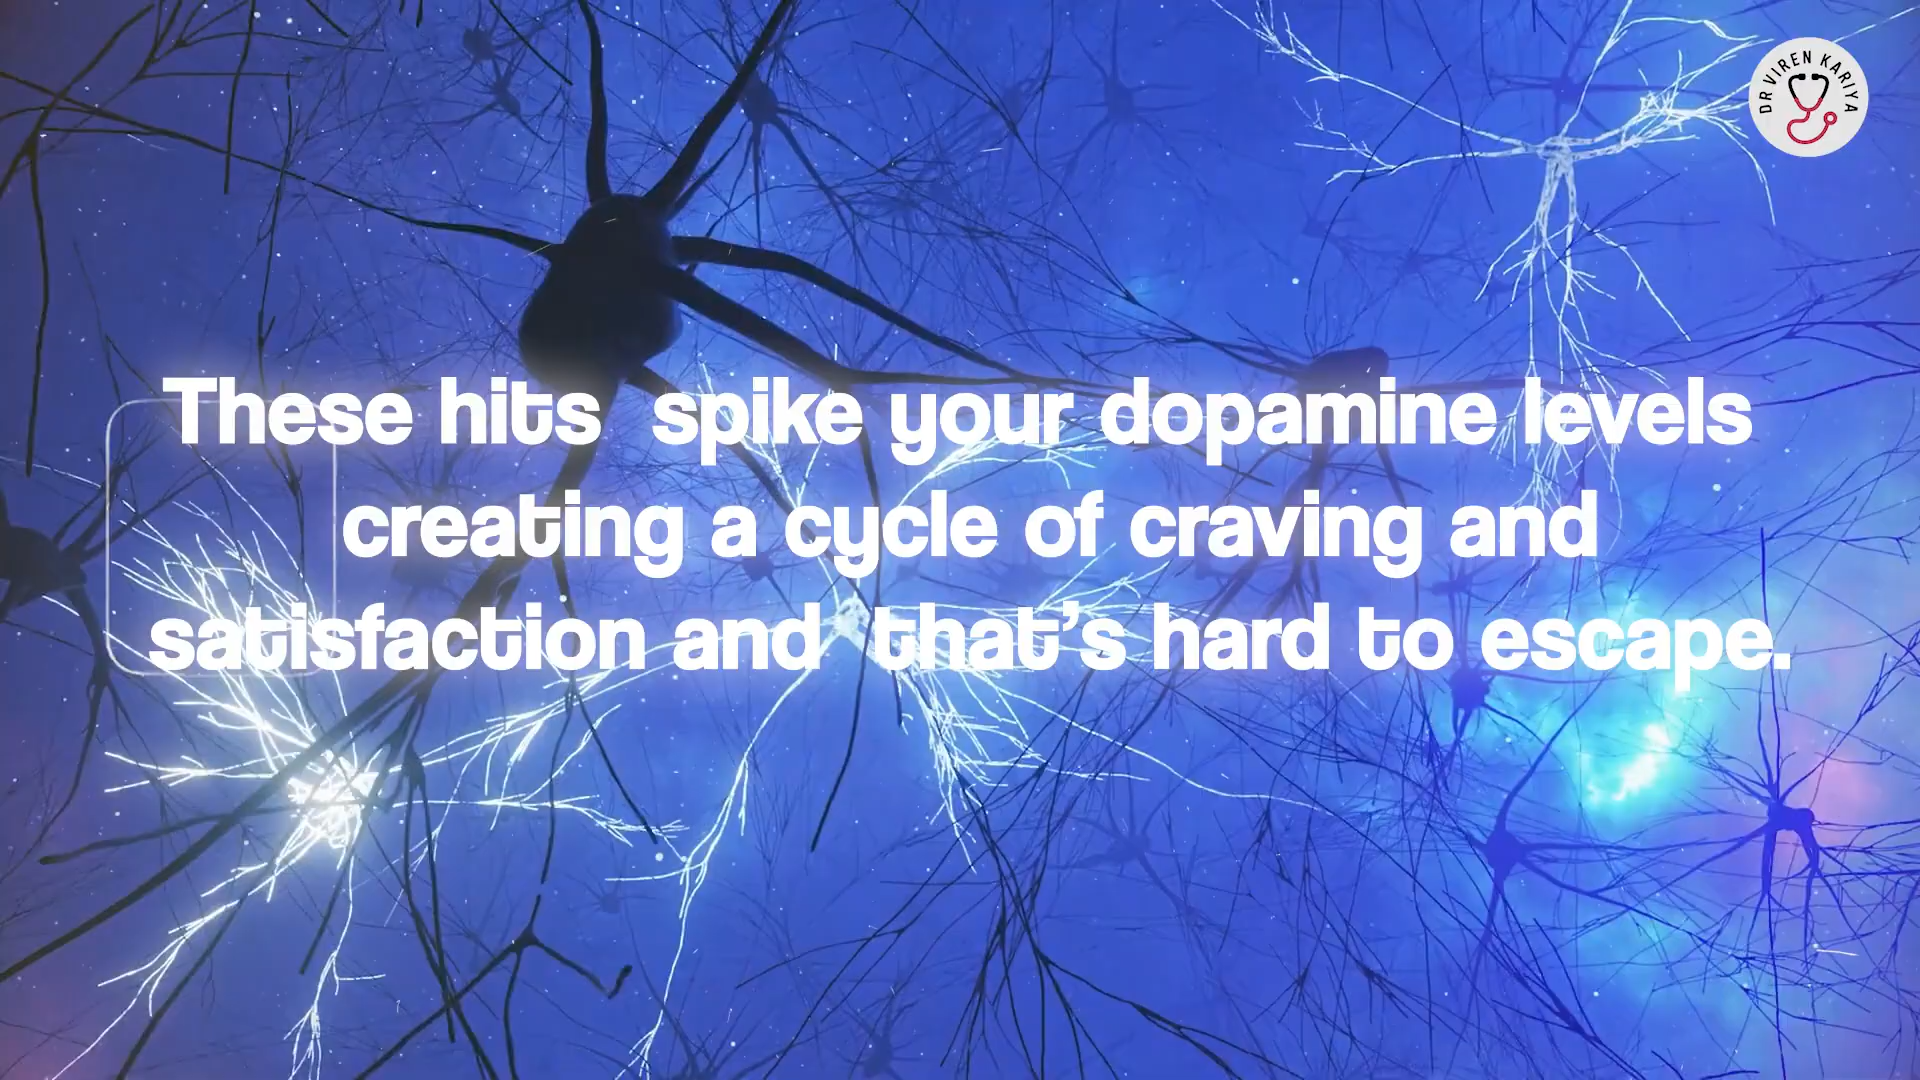 DR VIREN KARIYA
These hits spike your dopamine levels
creating a cycle of craving and
satisfaction and that's hard to escape.